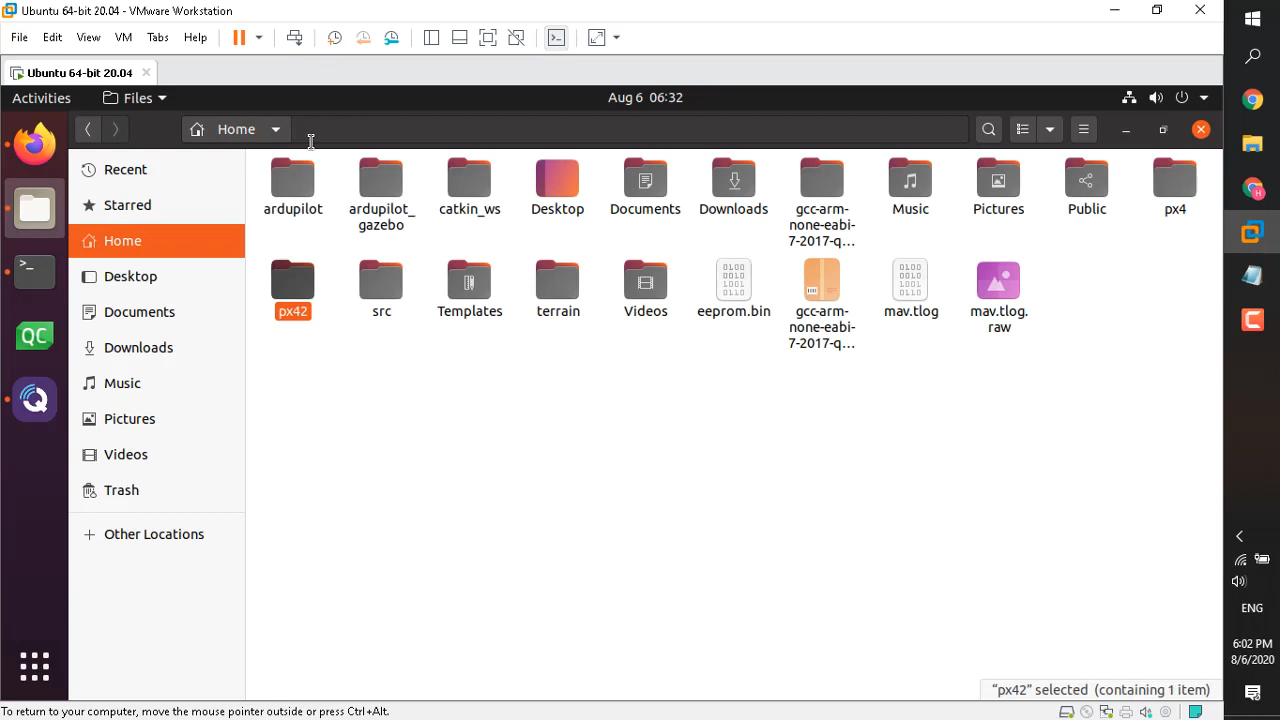 Ubuntu 64-bit 20.04 - VMware Workstation
File Edit View VM Tabs Help
Ubuntu 64-bit 20.04
Activities Files Aug 6 06:32
Home
Recent
Starred
Home
Desktop
Documents
Downloads
Music
Pictures
Videos
Trash
Other Locations
ardupilot
ardupilot_
gazebo
catkin_ws
Desktop
Documents
Downloads
gcc-arm-
none-eabi-
7-2017-q...
Music
Pictures
Public
px4
px42
src
Templates
terrain
Videos
eeprom.bin
gcc-arm-
none-eabi-
7-2017-q...
mav.tlog
mav.tlog.
raw
"px42" selected (containing 1 item)
To return to your computer, move the mouse pointer outside or press Ctrl+Alt.
QC
ENG
6:02 PM
8/6/2020